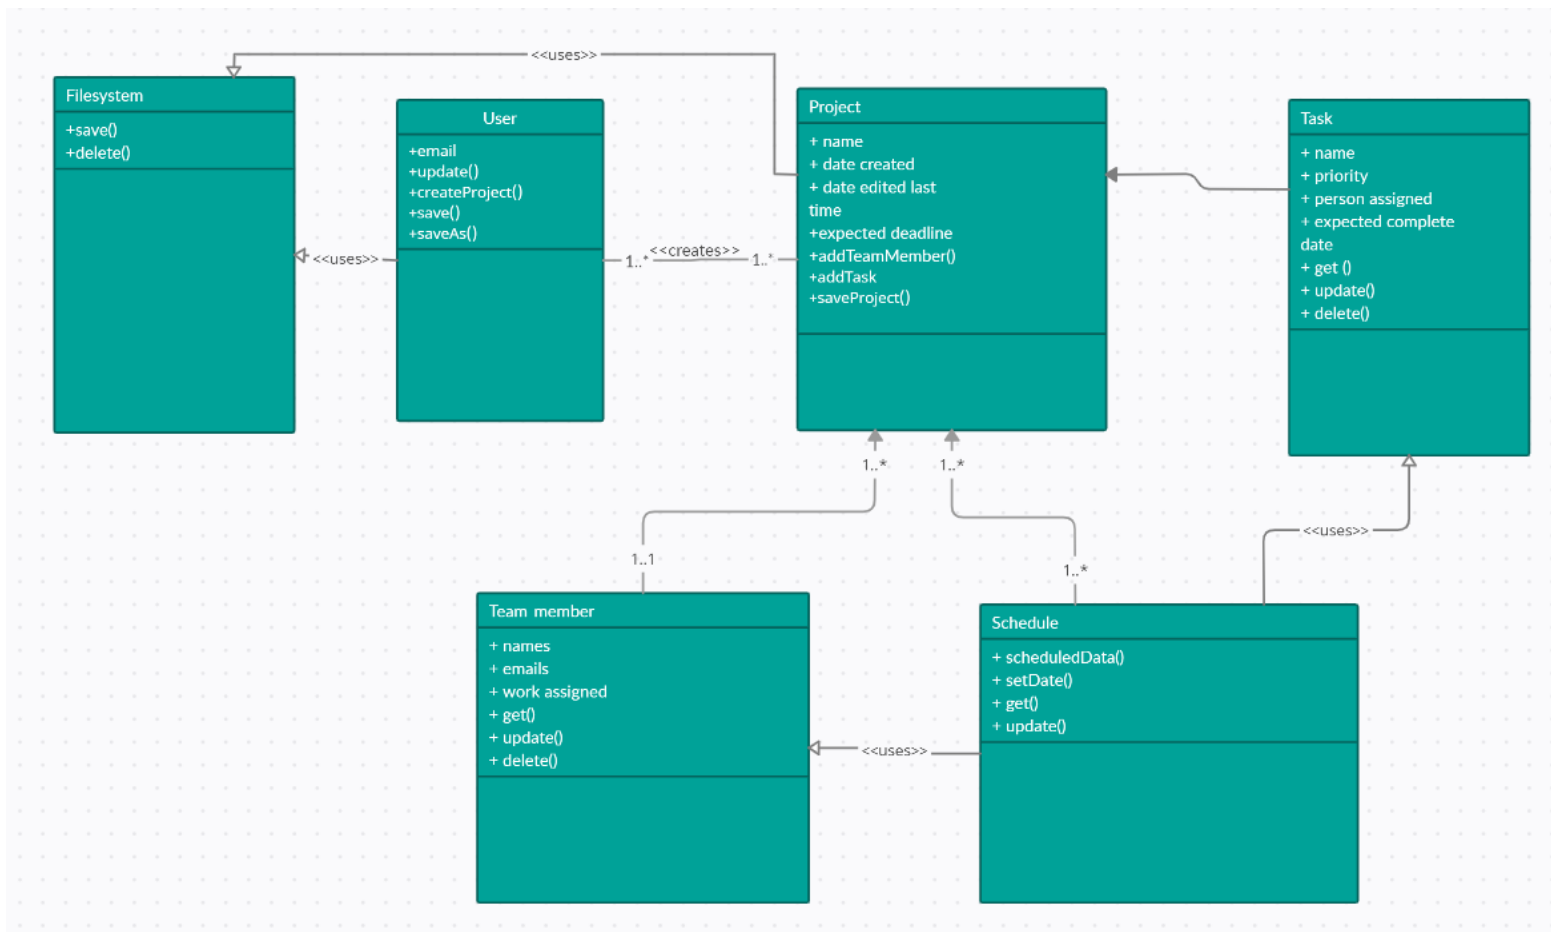 <<uses>>
Filesystem
+save()
+delete()
<<uses>>
User
+email
+update()
+createProject()
+save()
+saveAs()
1..*
<<creates>>
1..*
Project
+ name
+ date created
+ date edited last
time
+expected deadline
+addTeamMember()
+addTask
+saveProject()
Task
+ name
+ priority
+ person assigned
+ expected complete
date
+ get ()
+ update()
+ delete()
1..*
1..*
<<uses>>
1..1
1..*
Team member
+ names
+ emails
+ work assigned
+ get()
+ update()
+ delete()
<<uses>>
Schedule
+ scheduledData()
+ setDate()
+ get()
+ update()